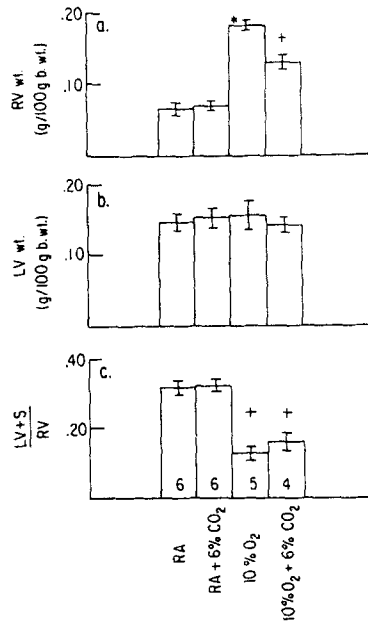 a.
RV wt.
(g/100g b.wt.)
.20
.10
*
+
b.
LV wt.
(g/100g b.wt.)
.20
.10
c.
LV+S
RV
.40
.20
+ +
6 6 5 4
RA
RA + 6% CO₂
10% O₂
10% O₂ + 6% CO₂